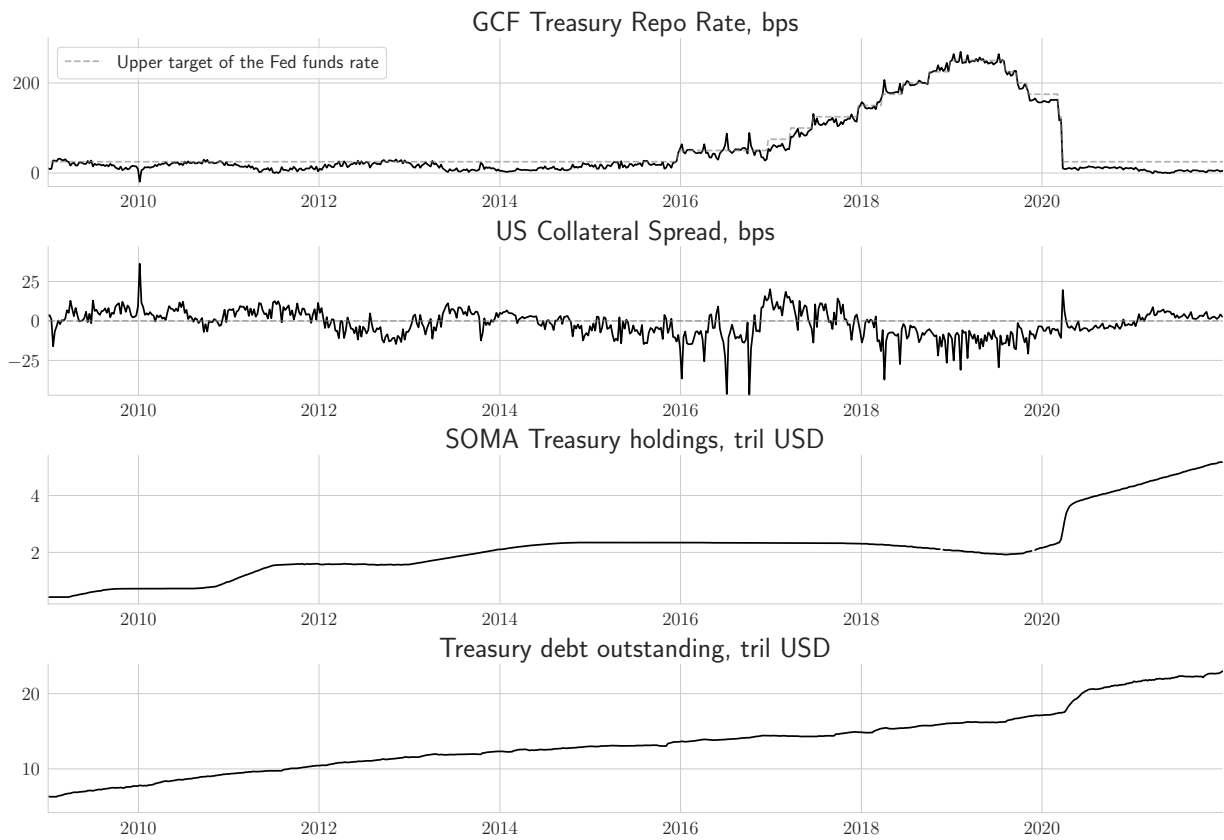 GCF Treasury Repo Rate, bps
Upper target of the Fed funds rate
200
0
2010 2012 2014 2016 2018 2020
US Collateral Spread, bps
25
0
−25
2010 2012 2014 2016 2018 2020
SOMA Treasury holdings, tril USD
4
2
2010 2012 2014 2016 2018 2020
Treasury debt outstanding, tril USD
20
10
2010 2012 2014 2016 2018 2020